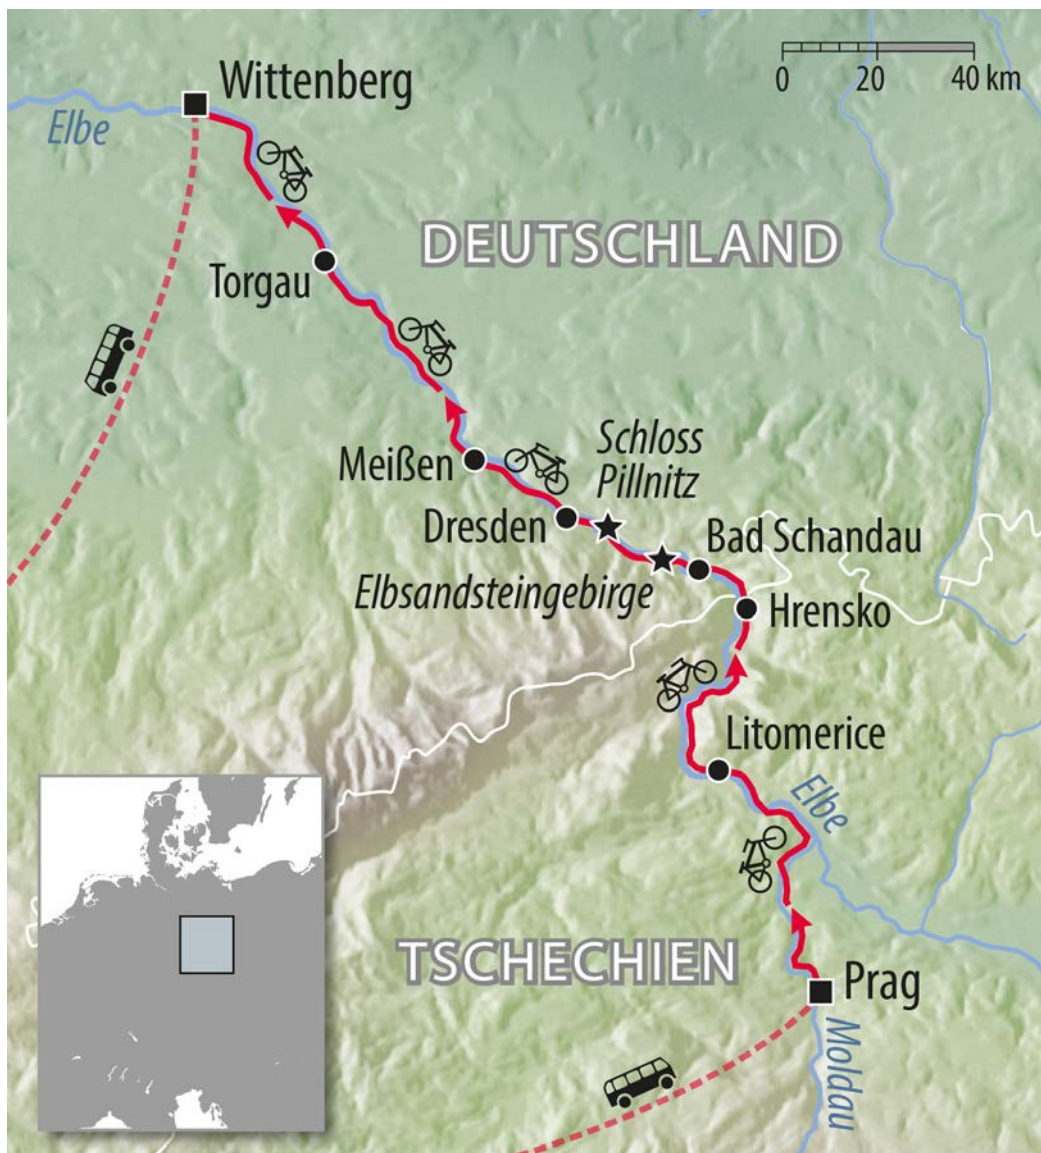 Wittenberg
0 20 40 km
Elbe
DEUTSCHLAND
Torgau
Schloss
Pillnitz
Meißen
Dresden
Bad Schandau
Elbsandsteingebirge
Hrensko
Litomerice
Elbe
TSCHECHIEN
Prag
Moldau